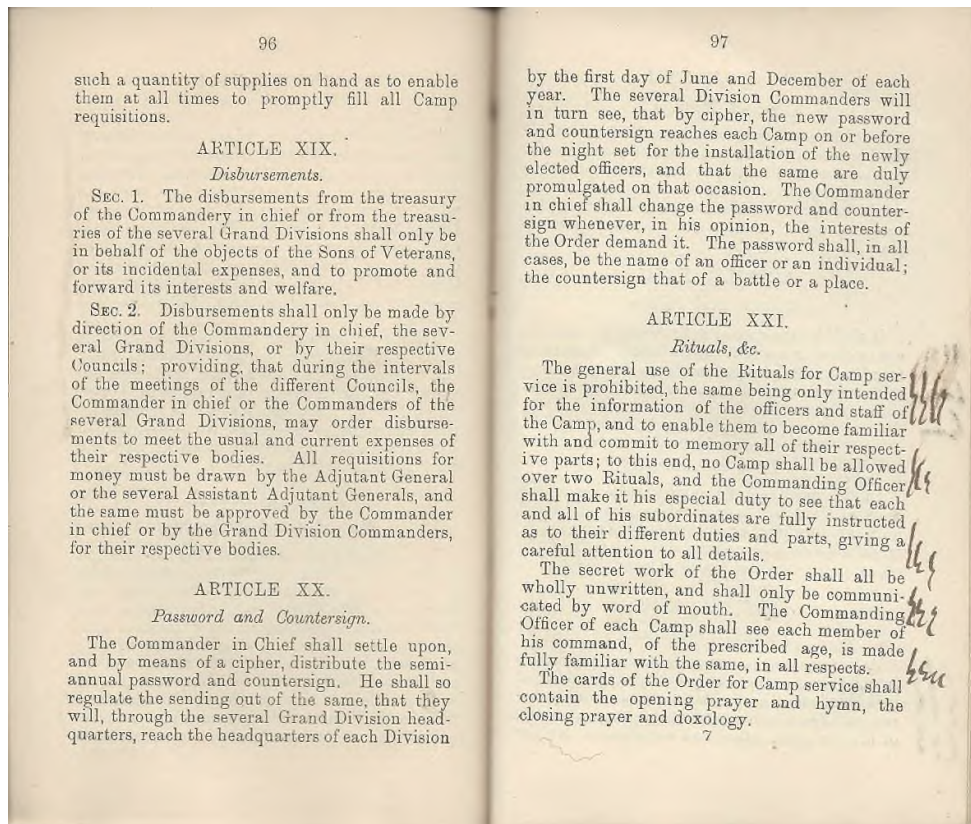 96
such a quantity of supplies on hand as to enable
them at all times to promptly fill all Camp
requisitions.
ARTICLE XIX.
Disbursements.
SEC. 1. The disbursements from the treasury
of the Commandery in chief or from the treasu-
ries of the several Grand Divisions shall only be
in behalf of the objects of the Sons of Veterans,
or its incidental expenses, and to promote and
forward its interests and welfare.
SEC. 2. Disbursements shall only be made by
direction of the Commandery in chief, the sev-
eral Grand Divisions, or by their respective
Councils; providing, that during the intervals
of the meetings of the different Councils, the
Commander in chief or the Commanders of the
several Grand Divisions, may order disburse-
ments to meet the usual and current expenses of
their respective bodies. All requisitions for
money must be drawn by the Adjutant General
or the several Assistant Adjutant Generals, and
the same must be approved by the Commander
in chief or by the Grand Division Commanders,
for their respective bodies.
ARTICLE XX.
Password and Countersign.
The Commander in Chief shall settle upon,
and by means of a cipher, distribute the semi-
annual password and countersign. He shall so
regulate the sending out of the same, that they
will, through the several Grand Division head-
quarters, reach the headquarters of each Division
97
by the first day of June and December of each
year. The several Division Commanders will
in turn see, that by cipher, the new password
and countersign reaches each Camp on or before
the night set for the installation of the newly
elected officers, and that the same are duly
promulgated on that occasion. The Commander
in chief shall change the password and counter-
sign whenever, in his opinion, the interests of
the Order demand it. The password shall, in all
cases, be the name of an officer or an individual;
the countersign that of a battle or a place.
ARTICLE XXI.
Rituals, &c.
The general use of the Rituals for Camp ser-
vice is prohibited, the same being only intended
for the information of the officers and staff of
the Camp, and to enable them to become familiar
with and commit to memory all of their respect-
ive parts; to this end, no Camp shall be allowed
over two Rituals, and the Commanding Officer
shall make it his especial duty to see that each
and all of his subordinates are fully instructed
as to their different duties and parts, giving a
careful attention to all details.
The secret work of the Order shall all be
wholly unwritten, and shall only be communi-
cated by word of mouth. The Commanding
Officer of each Camp shall see each member of
his command, of the prescribed age, is made
fully familiar with the same, in all respects.
The cards of the Order for Camp service shall
contain the opening prayer and hymn, the
closing prayer and doxology.
7